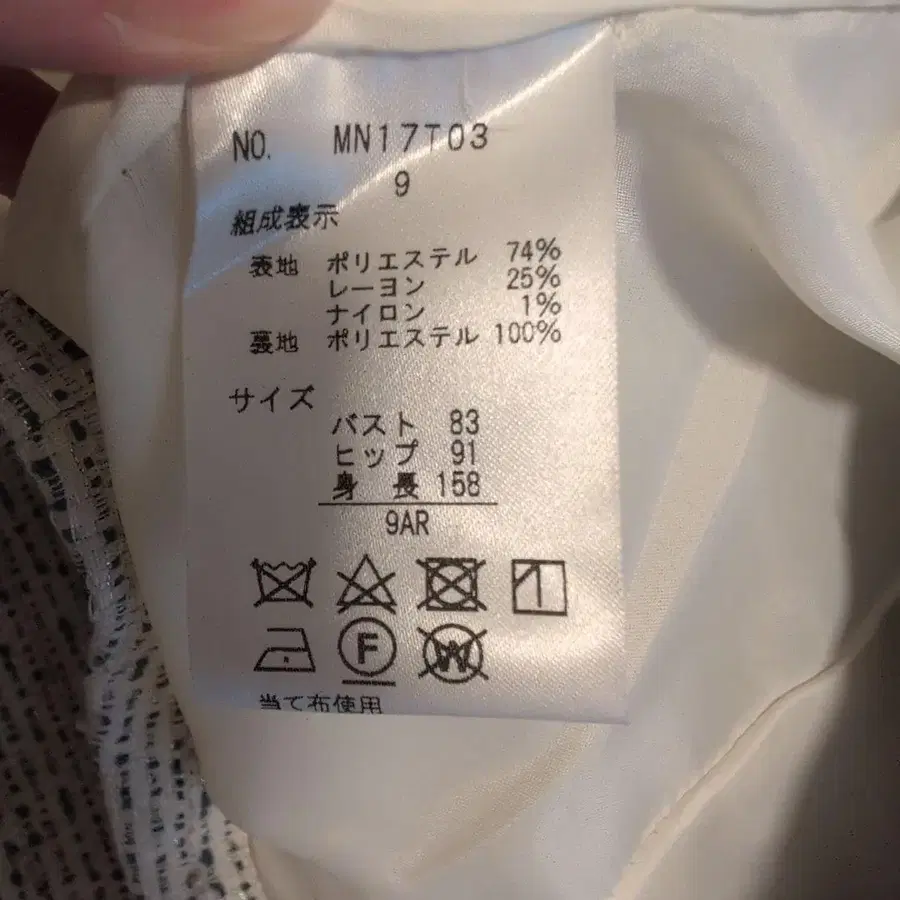 NO. MN17T03
9
組成表示
表地 ポリエステル 74%
レーヨン 25%
ナイロン 1%
裏地 ポリエステル 100%
サイズ
バスト 83
ヒップ 91
身 長 158
9AR
F W
当て布使用